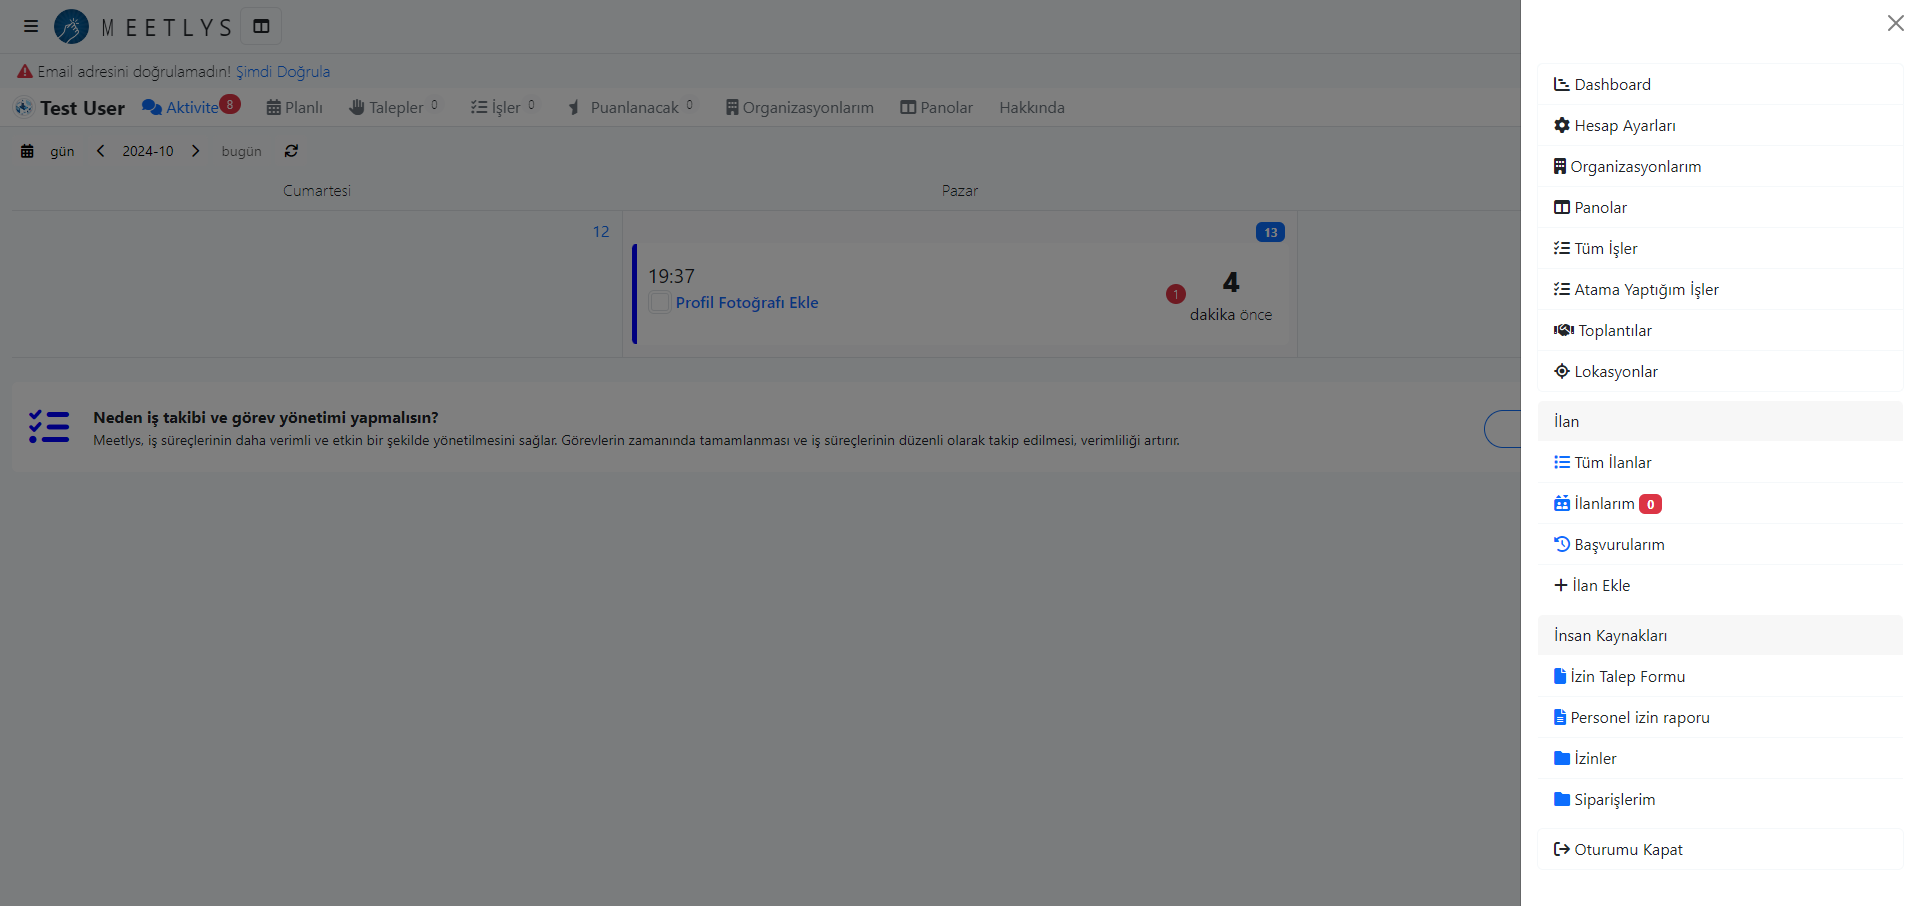 MEETLYS
Email adresini doğrulamadın! Şimdi Doğrula
Test User Aktivite 8 Planlı Talepler 0 İşler 0 Puanlanacak 0 Organizasyonlarım Panolar Hakkında
gün 2024-10 bugün
Cumartesi Pazar
12 13
19:37
Profil Fotoğrafı Ekle
1
4
dakika önce
Neden iş takibi ve görev yönetimi yapmalısın?
Meetlys, iş süreçlerinin daha verimli ve etkin bir şekilde yönetilmesini sağlar. Görevlerin zamanında tamamlanması ve iş süreçlerinin düzenli olarak takip edilmesi, verimliliği artırır.
Dashboard
Hesap Ayarları
Organizasyonlarım
Panolar
Tüm İşler
Atama Yaptığım İşler
Toplantılar
Lokasyonlar
İlan
Tüm İlanlar
İlanlarım 0
Başvurularım
İlan Ekle
İnsan Kaynakları
İzin Talep Formu
Personel izin raporu
İzinler
Siparişlerim
Oturumu Kapat